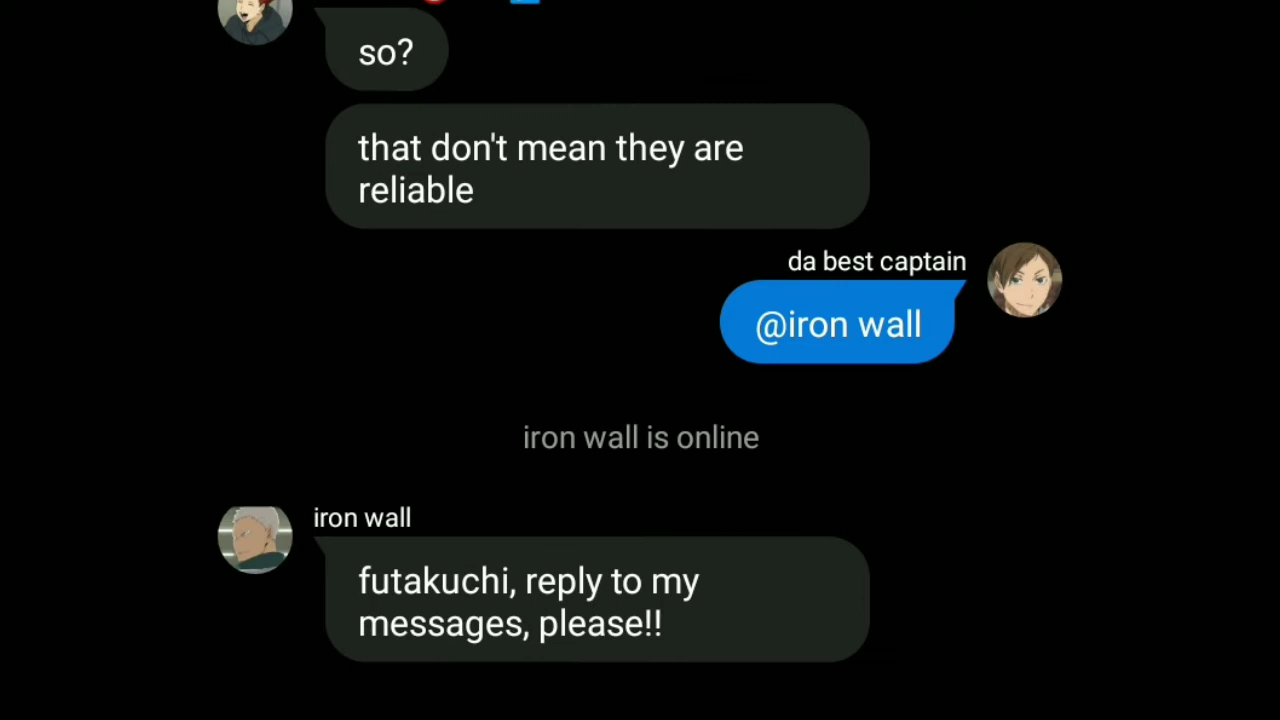 so?
that don't mean they are
reliable
da best captain
@iron wall
iron wall is online
iron wall
futakuchi, reply to my
messages, please!!